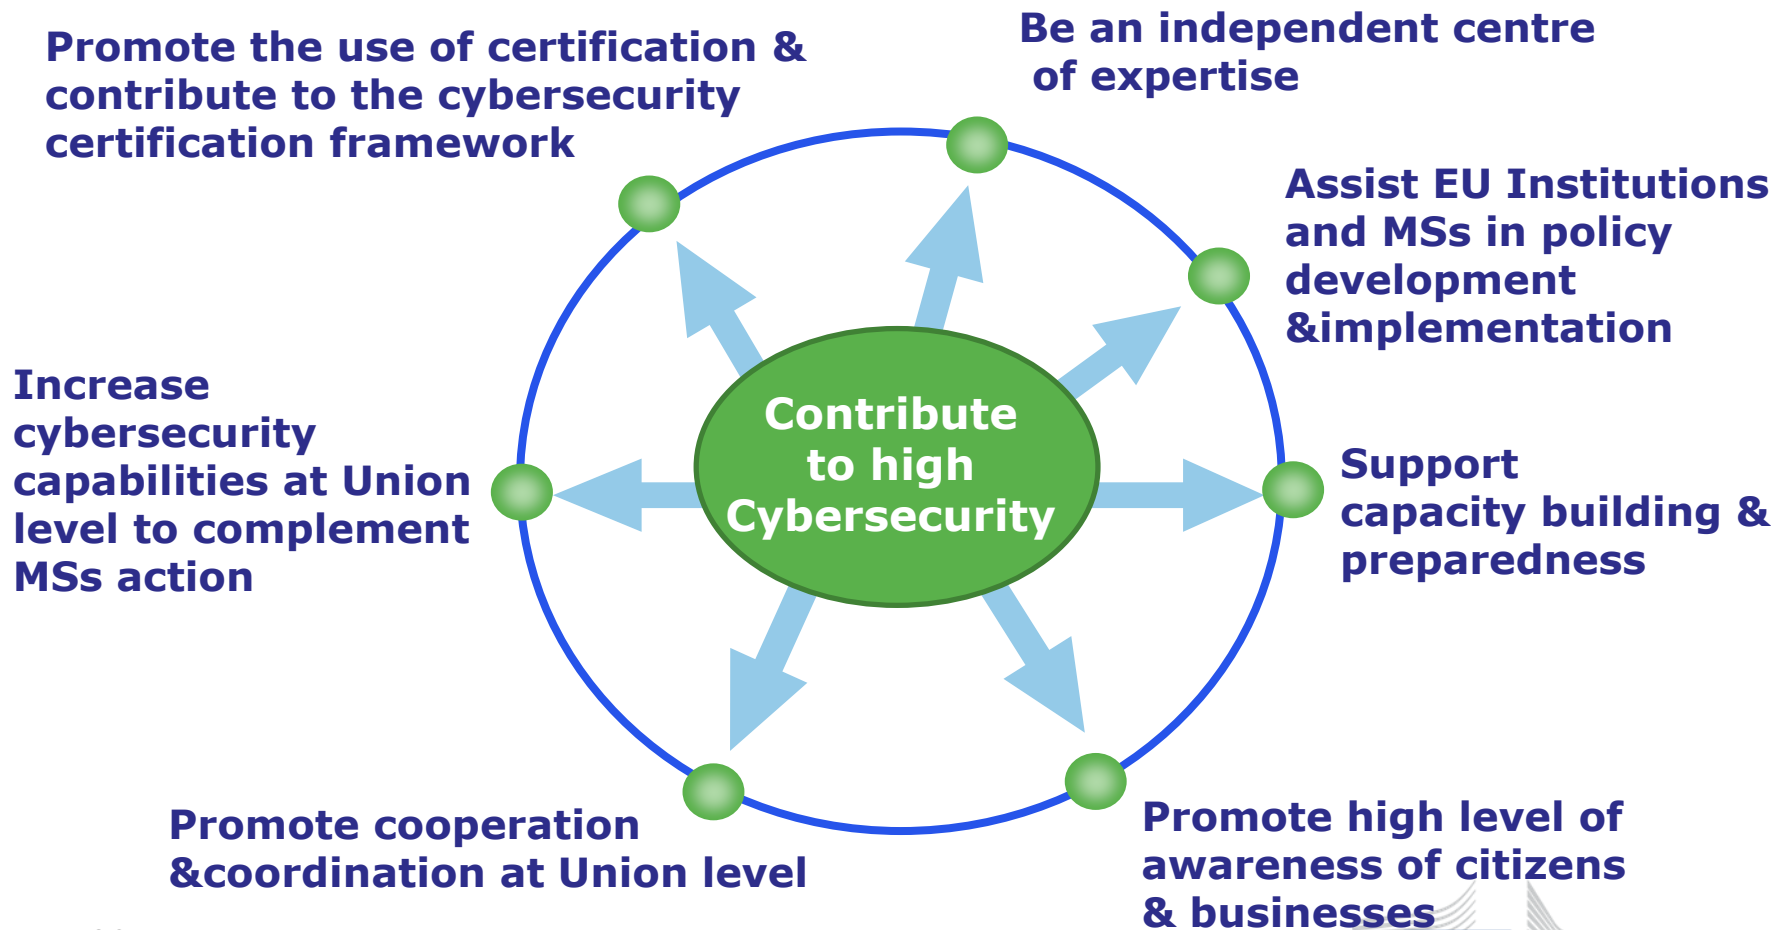 Promote the use of certification &
contribute to the cybersecurity
certification framework
Be an independent centre
of expertise
Assist EU Institutions
and MSs in policy
development
&implementation
Support
capacity building &
preparedness
Promote high level of
awareness of citizens
& businesses
Promote cooperation
&coordination at Union level
Increase
cybersecurity
capabilities at Union
level to complement
MSs action
Contribute
to high
Cybersecurity